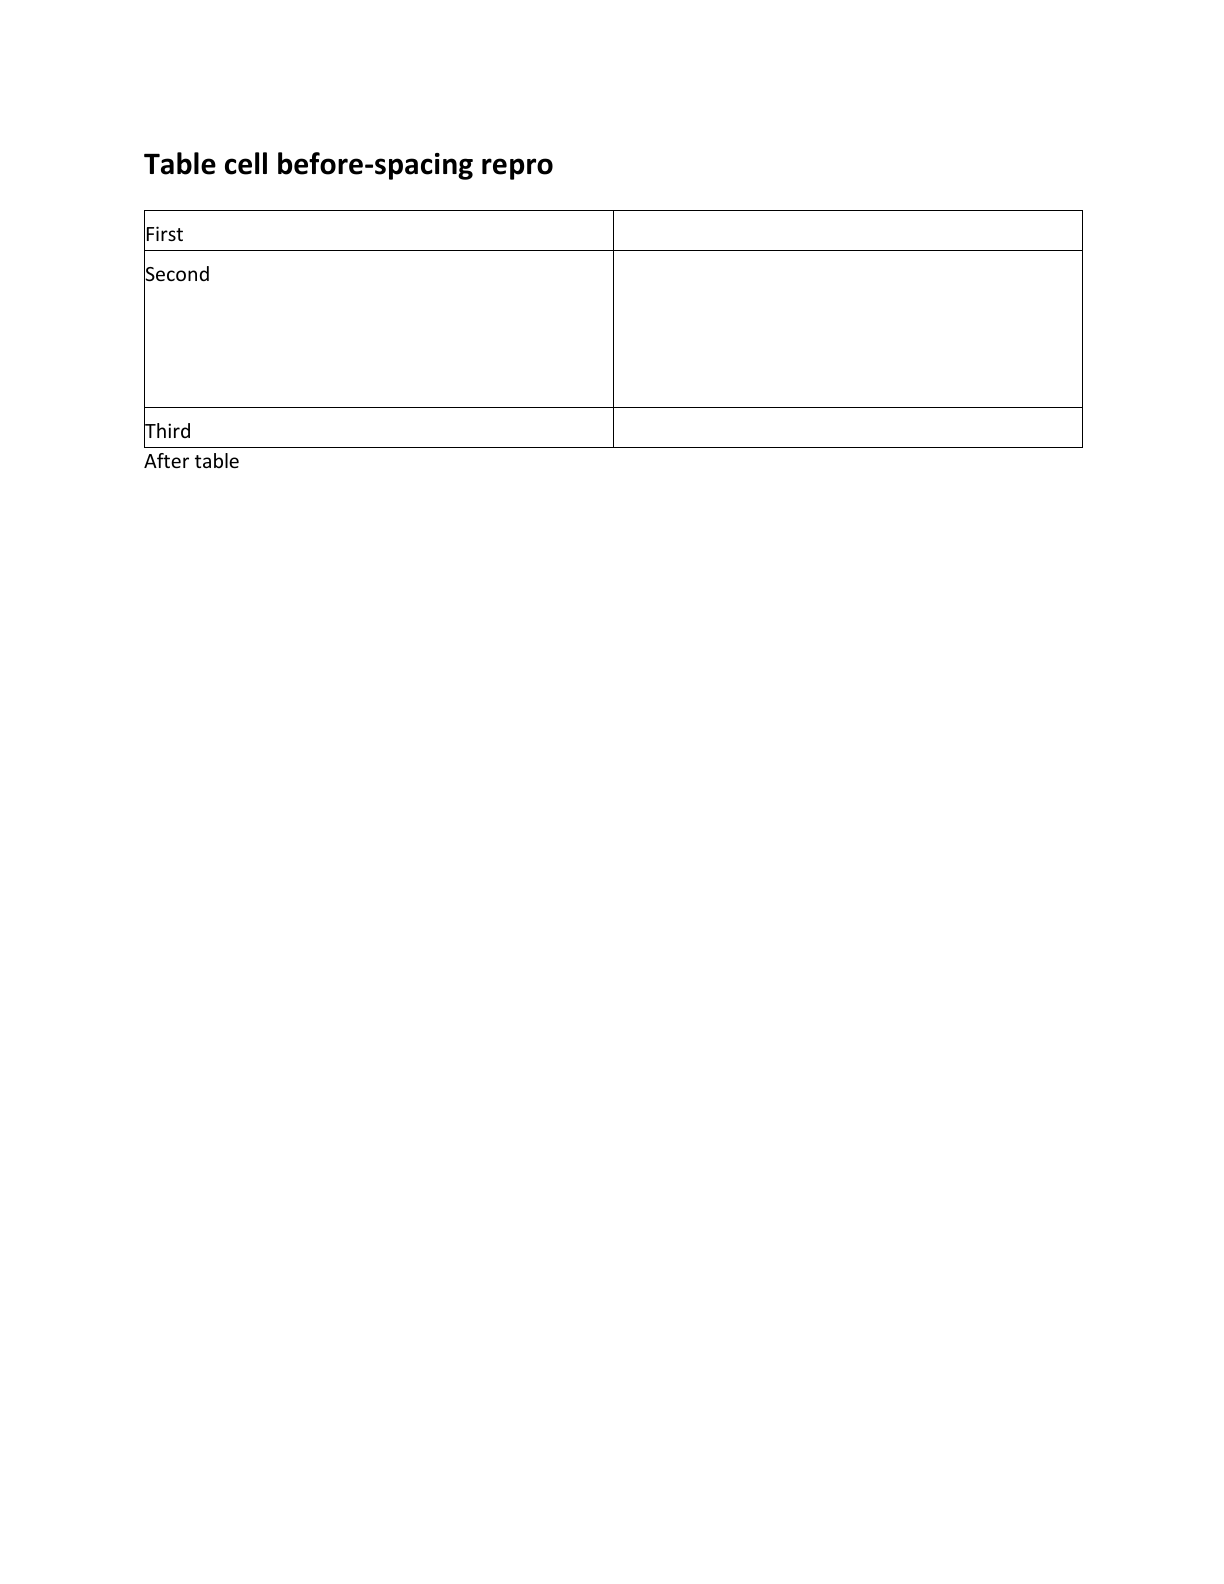 Table cell before-spacing repro
First
Second
Third
After table